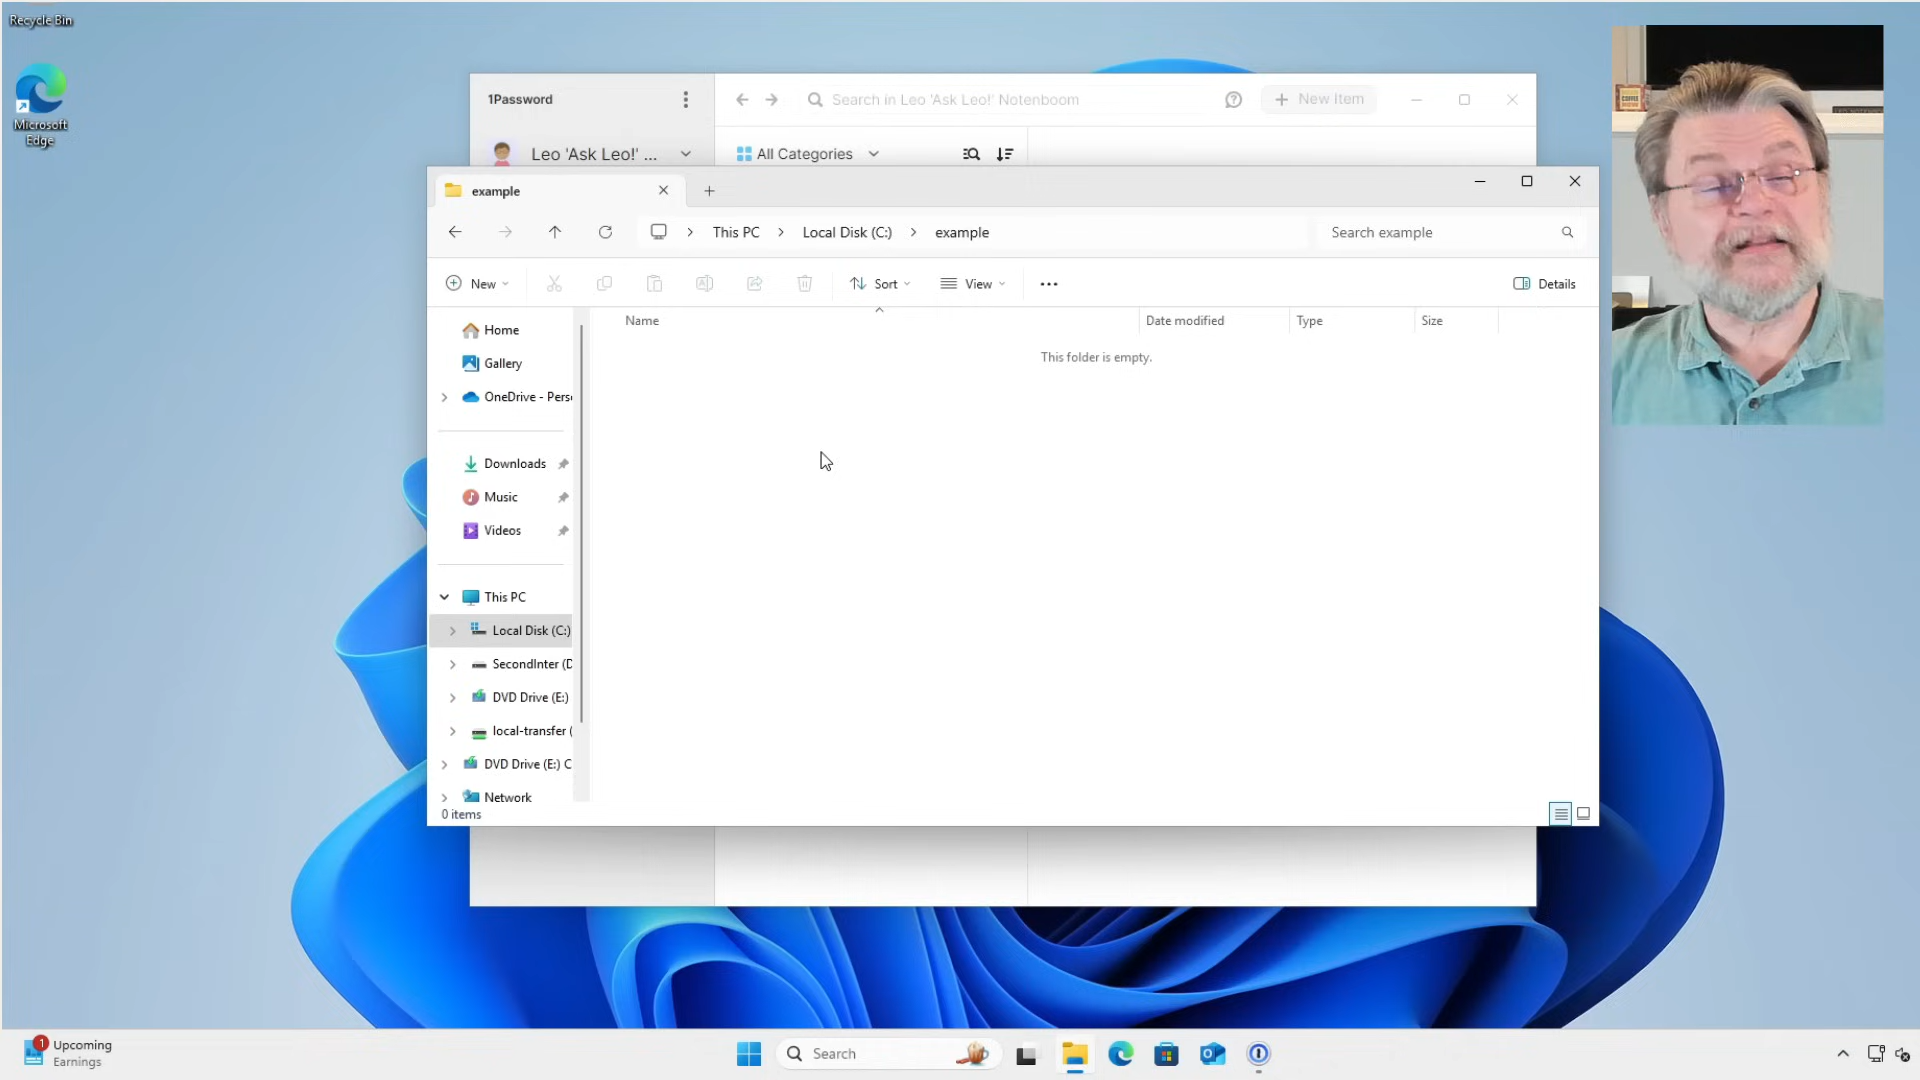 Recycle Bin
Microsoft
Edge
1Password
Search in Leo 'Ask Leo!' Notenboom
New Item
Leo 'Ask Leo!' ...
All Categories
example
This PC
Local Disk (C:)
example
Search example
New
Sort
View
Details
Name
Date modified
Type
Size
This folder is empty.
Home
Gallery
OneDrive - Pers
Downloads
Music
Videos
This PC
Local Disk (C:)
SecondInter (D
DVD Drive (E:)
local-transfer (
DVD Drive (E:) C
Network
0 items
1
Upcoming
Earnings
Search